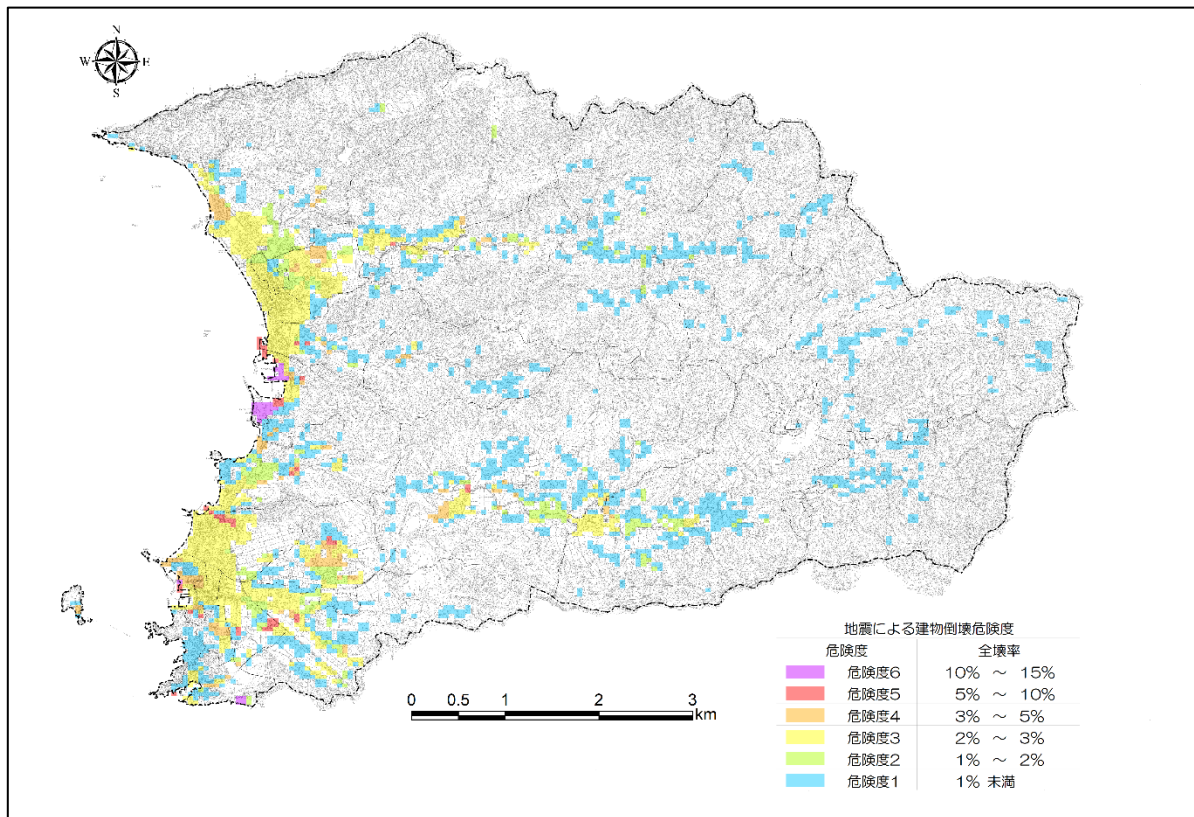 N
W E
S
0 0.5 1 2 3
km
地震による建物倒壊危険度
危険度 全壊率
危険度6 10% ～ 15%
危険度5 5% ～ 10%
危険度4 3% ～ 5%
危険度3 2% ～ 3%
危険度2 1% ～ 2%
危険度1 1% 未満